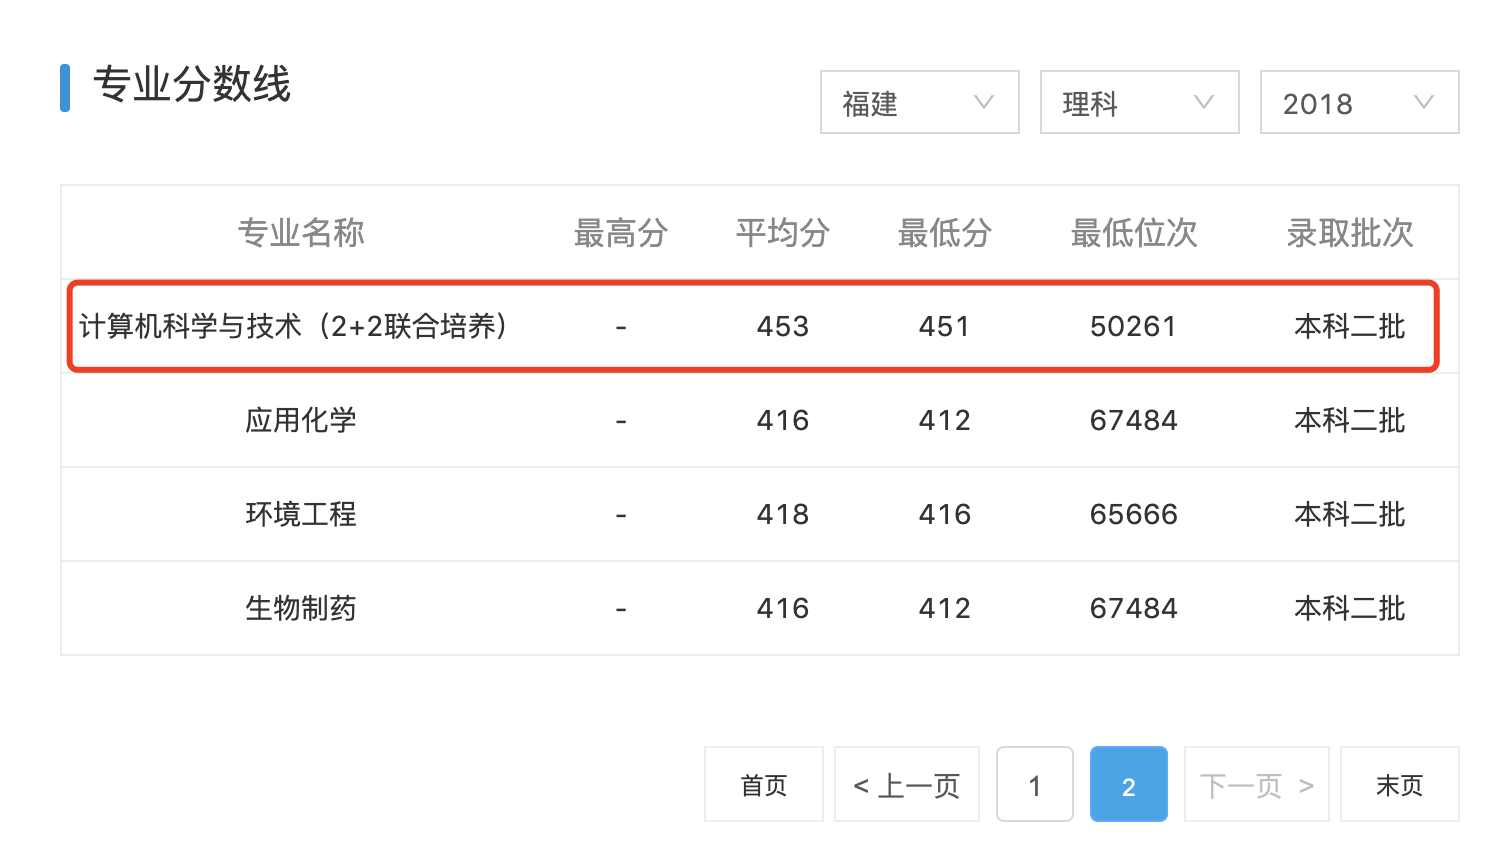 专业分数线
福建 理科 2018
专业名称 最高分 平均分 最低分 最低位次 录取批次
计算机科学与技术（2+2联合培养） - 453 451 50261 本科二批
应用化学 - 416 412 67484 本科二批
环境工程 - 418 416 65666 本科二批
生物制药 - 416 412 67484 本科二批
首页 < 上一页 1 2 下一页 > 末页